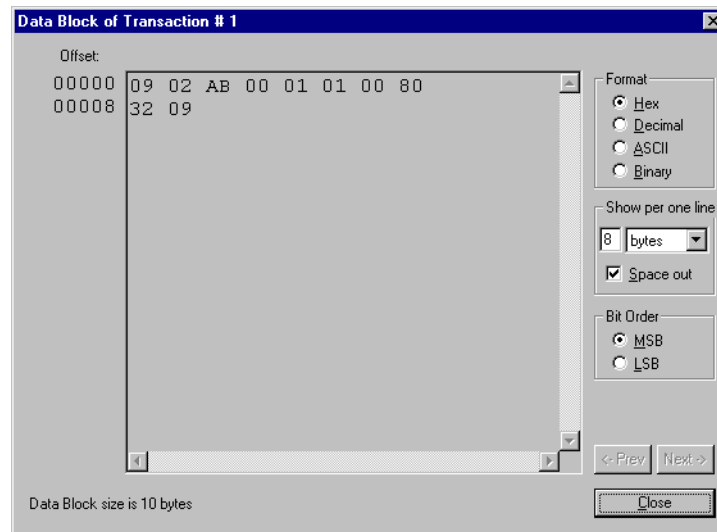 Data Block of Transaction # 1
Offset:
00000 09 02 AB 00 01 01 00 80
00008 32 09
Format
Hex
Decimal
ASCII
Binary
Show per one line
8 bytes
Space out
Bit Order
MSB
LSB
<- Prev Next ->
Data Block size is 10 bytes
Close